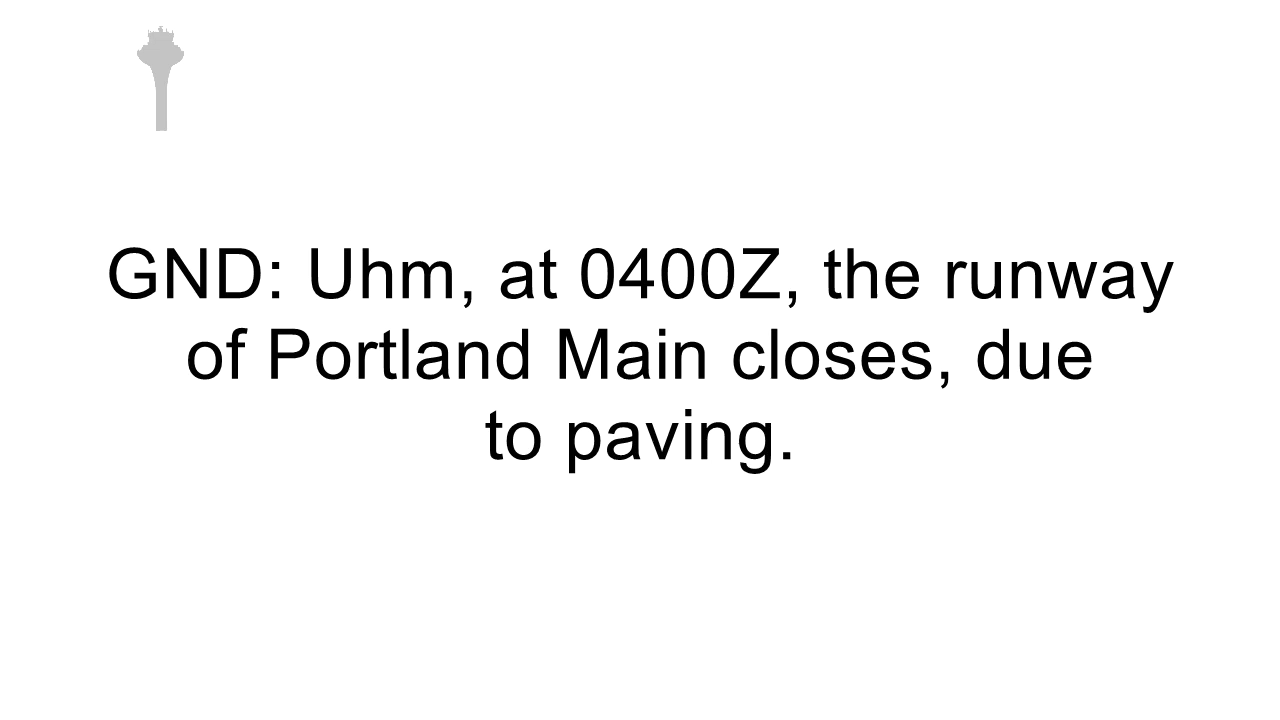 GND: Uhm, at 0400Z, the runway
of Portland Main closes, due
to paving.